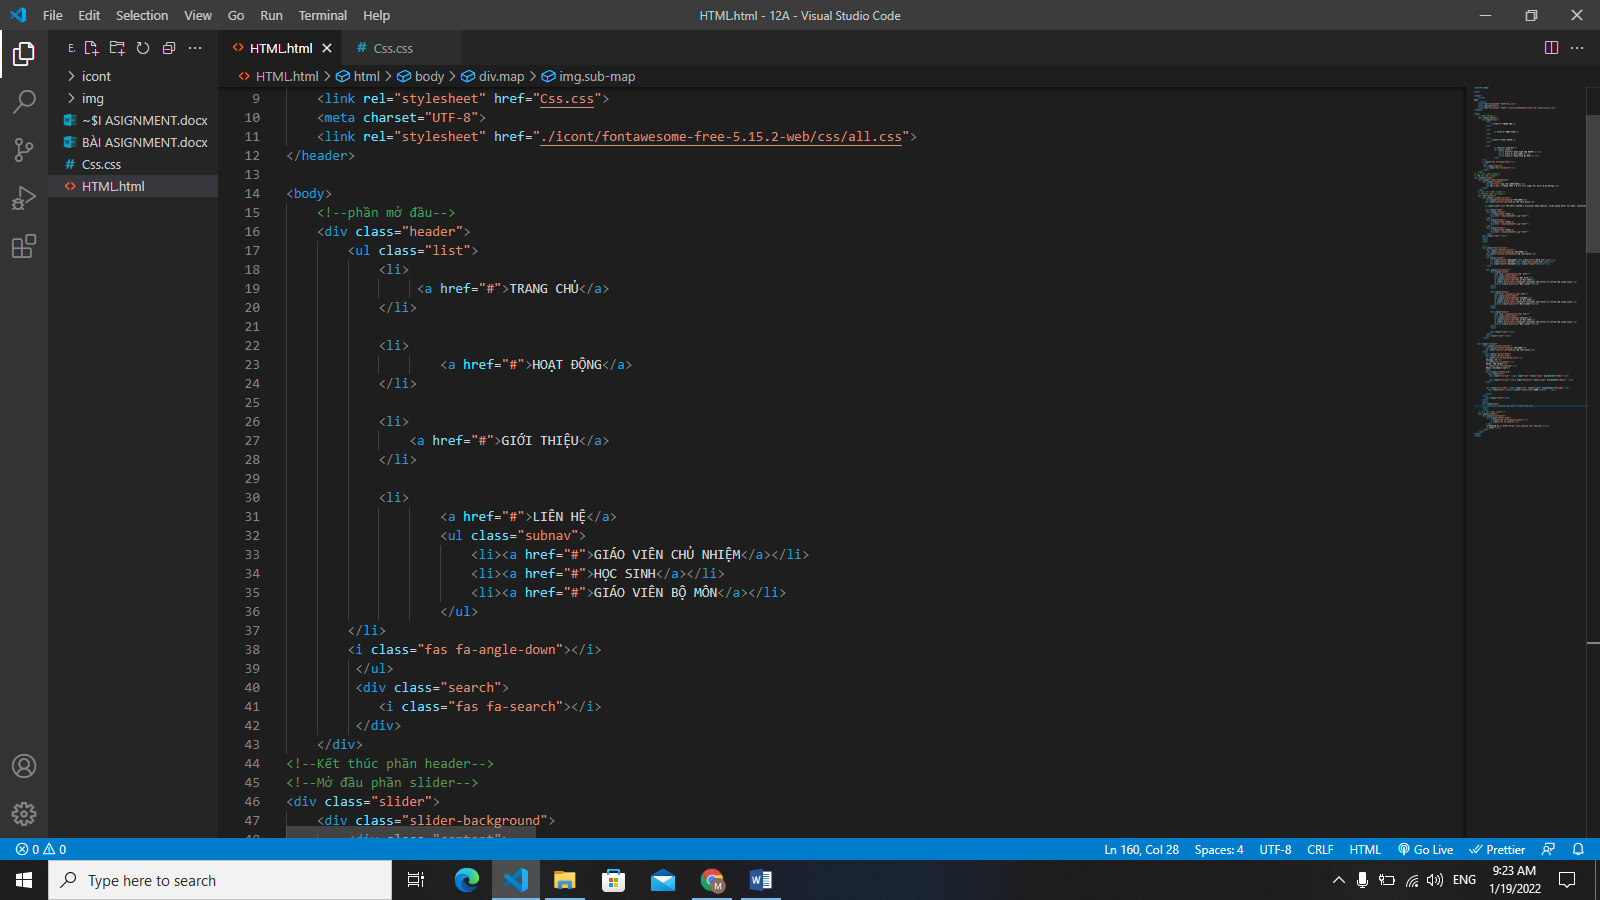 File Edit Selection View Go Run Terminal Help
HTML.html - 12A - Visual Studio Code
E.
icont
img
~$I ASIGNMENT.docx
BÀI ASIGNMENT.docx
Css.css
HTML.html
HTML.html Css.css
HTML.html > html > body > div.map > img.sub-map
9 <link rel="stylesheet" href="Css.css">
10 <meta charset="UTF-8">
11 <link rel="stylesheet" href="./icont/fontawesome-free-5.15.2-web/css/all.css">
12 </header>
13
14 <body>
15 <!--phần mở đầu-->
16 <div class="header">
17 <ul class="list">
18 <li>
19 <a href="#">TRANG CHỦ</a>
20 </li>
21
22 <li>
23 <a href="#">HOẠT ĐỘNG</a>
24 </li>
25
26 <li>
27 <a href="#">GIỚI THIỆU</a>
28 </li>
29
30 <li>
31 <a href="#">LIÊN HỆ</a>
32 <ul class="subnav">
33 <li><a href="#">GIÁO VIÊN CHỦ NHIỆM</a></li>
34 <li><a href="#">HỌC SINH</a></li>
35 <li><a href="#">GIÁO VIÊN BỘ MÔN</a></li>
36 </ul>
37 </li>
38 <i class="fas fa-angle-down"></i>
39 </ul>
40 <div class="search">
41 <i class="fas fa-search"></i>
42 </div>
43 </div>
44 <!--Kết thúc phần header-->
45 <!--Mở đầu phần slider-->
46 <div class="slider">
47 <div class="slider-background">
48 <div class="content">
0 0
Ln 160, Col 28 Spaces: 4 UTF-8 CRLF HTML Go Live Prettier
Type here to search
M
ENG
9:23 AM
1/19/2022